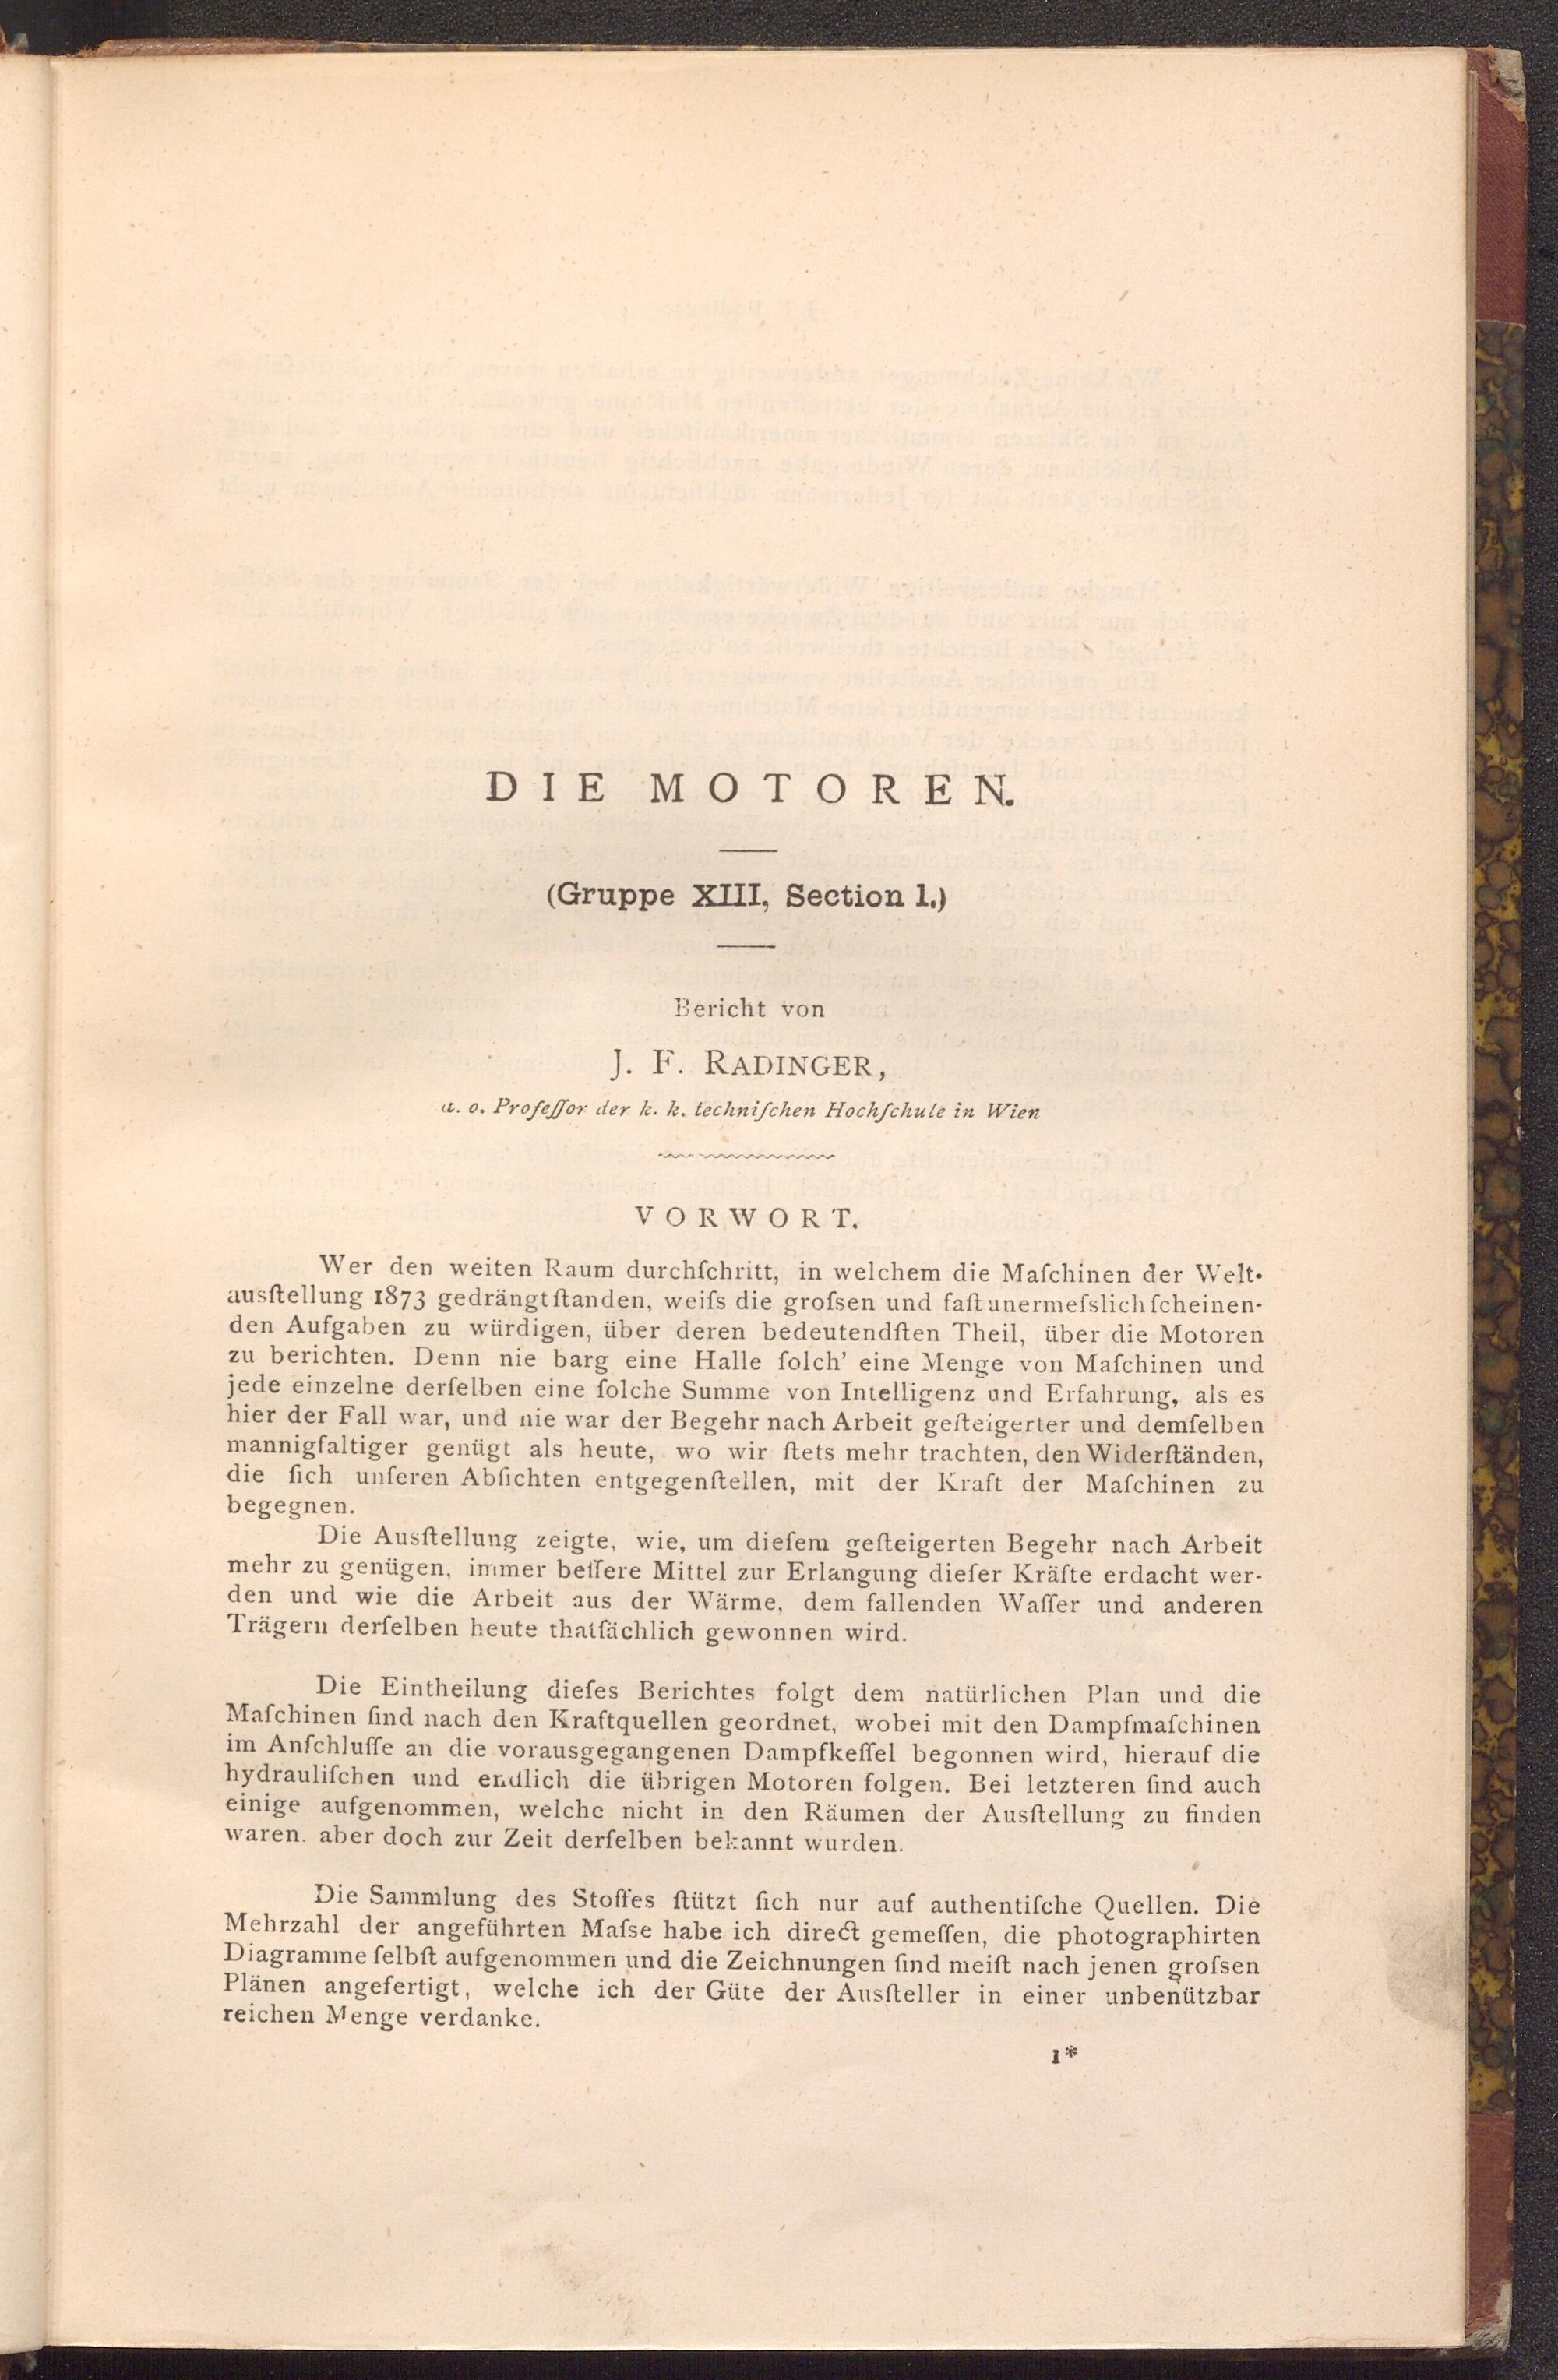 DIE MOTOREN.
(Gruppe XIII, Section 1.)
Bericht von
J. F. RADINGER,
a. o. Profeſſor der k. k. techniſchen Hochſchule in Wien
VORWORT.
Wer den weiten Raum durchſchritt, in welchem die Maſchinen der Welt-
ausſtellung 1873 gedrängt ſtanden, weiſs die groſsen und faſt unermeſslich ſcheinen-
den Aufgaben zu würdigen, über deren bedeutendſten Theil, über die Motoren
zu berichten. Denn nie barg eine Halle ſolch' eine Menge von Maſchinen und
jede einzelne derſelben eine ſolche Summe von Intelligenz und Erfahrung, als es
hier der Fall war, und nie war der Begehr nach Arbeit geſteigerter und demſelben
mannigfaltiger genügt als heute, wo wir ſtets mehr trachten, den Widerſtänden,
die ſich unſeren Abſichten entgegenſtellen, mit der Kraft der Maſchinen zu
begegnen.
Die Ausſtellung zeigte, wie, um dieſem geſteigerten Begehr nach Arbeit
mehr zu genügen, immer beſſere Mittel zur Erlangung dieſer Kräfte erdacht wer-
den und wie die Arbeit aus der Wärme, dem fallenden Waſſer und anderen
Trägern derſelben heute thatſächlich gewonnen wird.
Die Eintheilung dieſes Berichtes folgt dem natürlichen Plan und die
Maſchinen ſind nach den Kraftquellen geordnet, wobei mit den Dampfmaſchinen
im Anſchluſſe an die vorausgegangenen Dampfkeſſel begonnen wird, hierauf die
hydrauliſchen und endlich die übrigen Motoren folgen. Bei letzteren ſind auch
einige aufgenommen, welche nicht in den Räumen der Ausſtellung zu finden
waren. aber doch zur Zeit derſelben bekannt wurden.
Die Sammlung des Stoffes ſtützt ſich nur auf authentiſche Quellen. Die
Mehrzahl der angeführten Maſse habe ich direct gemeſſen, die photographirten
Diagramme ſelbſt aufgenommen und die Zeichnungen ſind meiſt nach jenen groſsen
Plänen angefertigt, welche ich der Güte der Ausſteller in einer unbenützbar
reichen Menge verdanke.
1*